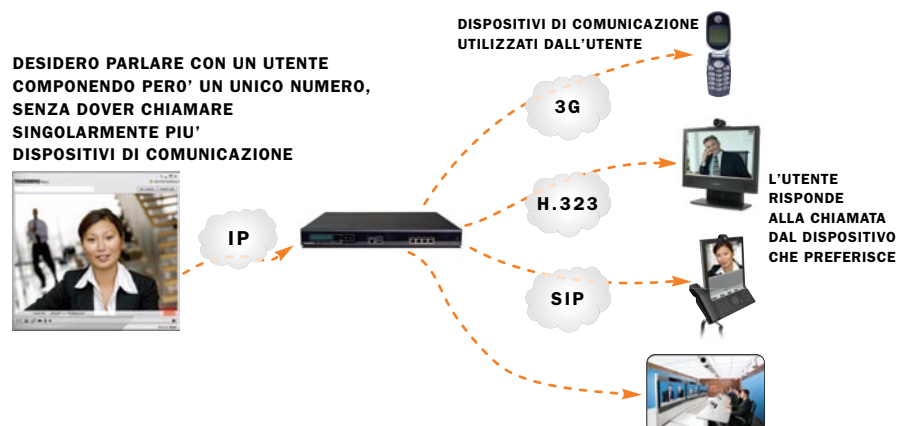 DISPOSITIVI DI COMUNICAZIONE
UTILIZZATI DALL'UTENTE
DESIDERO PARLARE CON UN UTENTE
COMPONENDO PERO' UN UNICO NUMERO,
SENZA DOVER CHIAMARE
SINGOLARMENTE PIU'
DISPOSITIVI DI COMUNICAZIONE
3G
H.323
IP
SIP
L'UTENTE
RISPONDE
ALLA CHIAMATA
DAL DISPOSITIVO
CHE PREFERISCE